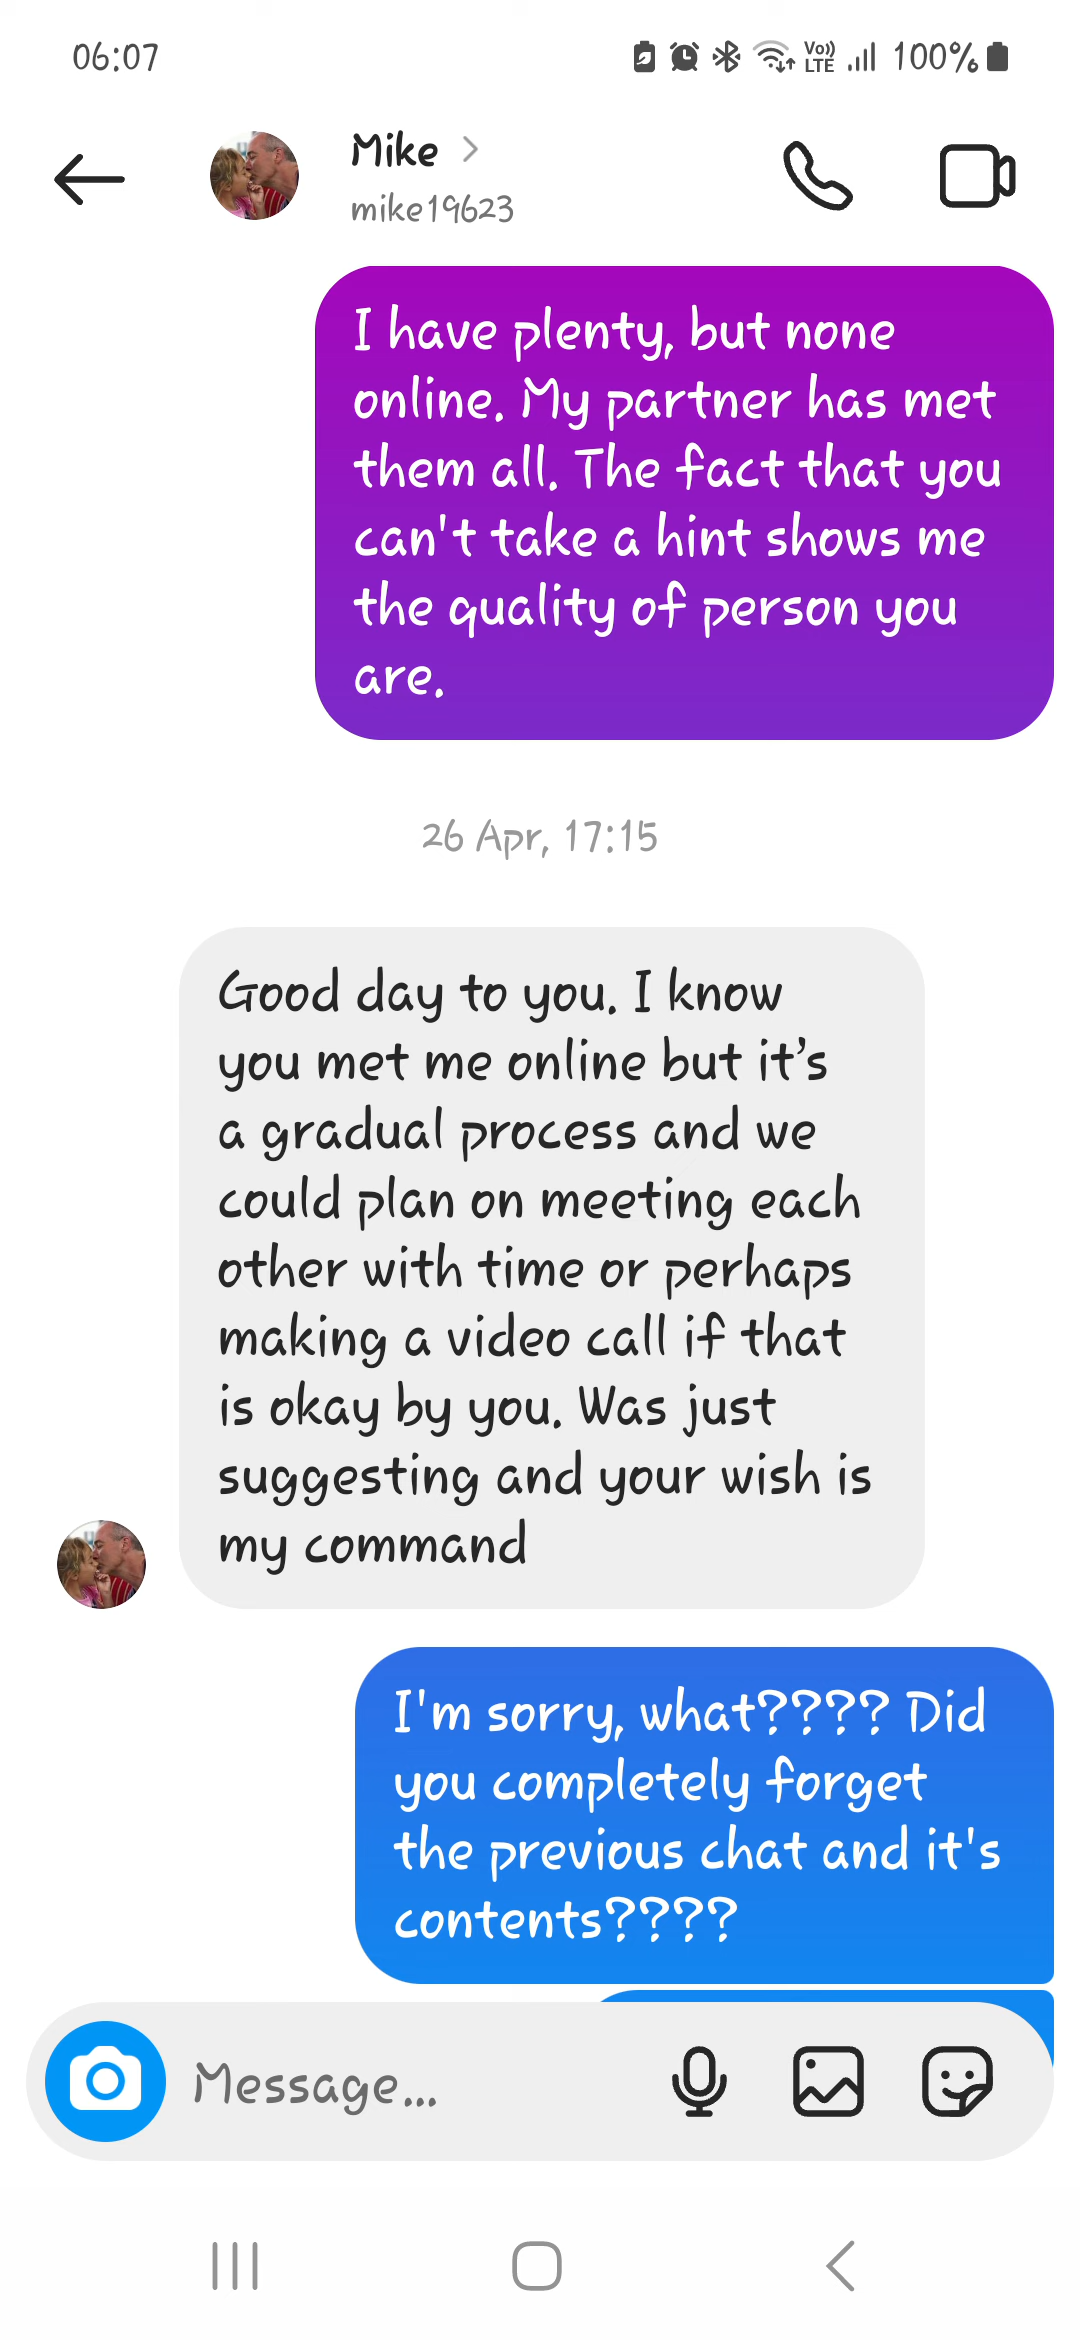 06:07
Vo)) LTE
100%
Mike
mike19623
I have plenty, but none
online. My partner has met
them all. The fact that you
can't take a hint shows me
the quality of person you
are.
26 Apr, 17:15
Good day to you. I know
you met me online but it’s
a gradual process and we
could plan on meeting each
other with time or perhaps
making a video call if that
is okay by you. Was just
suggesting and your wish is
my command
I'm sorry, what???? Did
you completely forget
the previous chat and it's
contents????
Message...